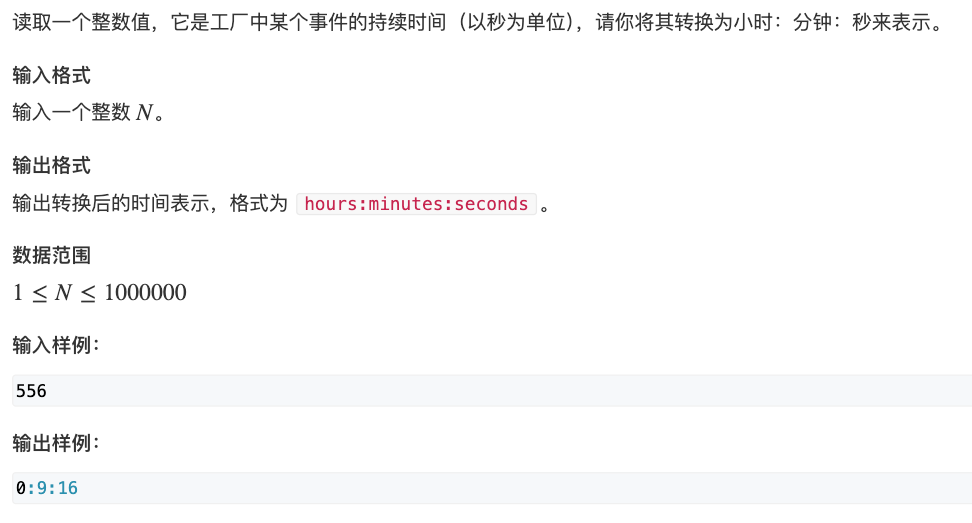 读取一个整数值，它是工厂中某个事件的持续时间（以秒为单位），请你将其转换为小时：分钟：秒来表示。
输入格式
输入一个整数 N。
输出格式
输出转换后的时间表示，格式为 hours:minutes:seconds 。
数据范围
1 ≤ N ≤ 1000000
输入样例：
556
输出样例：
0:9:16